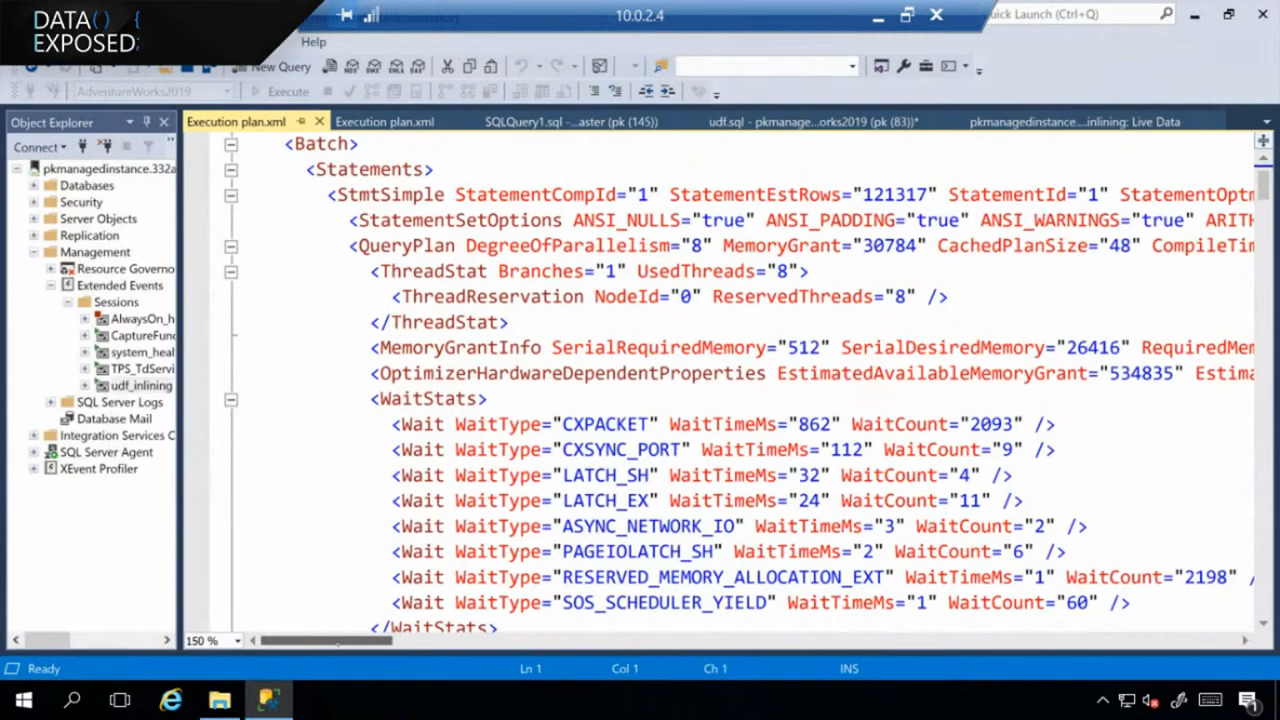 DATA() {
EXPOSED;
10.0.2.4
Quick Launch (Ctrl+Q)
Help
New Query
AdventureWorks2019
Execute
Object Explorer
Connect
pkmanagedinstance.332a
Databases
Security
Server Objects
Replication
Management
Resource Governo
Extended Events
Sessions
AlwaysOn_h
CaptureFunc
system_heal
TPS_TdServi
udf_inlining
SQL Server Logs
Database Mail
Integration Services C
SQL Server Agent
XEvent Profiler
Execution plan.xml
Execution plan.xml
SQLQuery1.sql -...aster (pk (145))
udf.sql - pkmanage...orks2019 (pk (83))*
pkmanagedinstance....inlining: Live Data
<Batch>
<Statements>
<StmtSimple StatementCompId="1" StatementEstRows="121317" StatementId="1" StatementOptm
<StatementSetOptions ANSI_NULLS="true" ANSI_PADDING="true" ANSI_WARNINGS="true" ARITH
<QueryPlan DegreeOfParallelism="8" MemoryGrant="30784" CachedPlanSize="48" CompileTim
<ThreadStat Branches="1" UsedThreads="8">
<ThreadReservation NodeId="0" ReservedThreads="8" />
</ThreadStat>
<MemoryGrantInfo SerialRequiredMemory="512" SerialDesiredMemory="26416" RequiredMem
<OptimizerHardwareDependentProperties EstimatedAvailableMemoryGrant="534835" Estima
<WaitStats>
<Wait WaitType="CXPACKET" WaitTimeMs="862" WaitCount="2093" />
<Wait WaitType="CXSYNC_PORT" WaitTimeMs="112" WaitCount="9" />
<Wait WaitType="LATCH_SH" WaitTimeMs="32" WaitCount="4" />
<Wait WaitType="LATCH_EX" WaitTimeMs="24" WaitCount="11" />
<Wait WaitType="ASYNC_NETWORK_IO" WaitTimeMs="3" WaitCount="2" />
<Wait WaitType="PAGEIOLATCH_SH" WaitTimeMs="2" WaitCount="6" />
<Wait WaitType="RESERVED_MEMORY_ALLOCATION_EXT" WaitTimeMs="1" WaitCount="2198" /
<Wait WaitType="SOS_SCHEDULER_YIELD" WaitTimeMs="1" WaitCount="60" />
</WaitStats>
150 %
Ready
Ln 1
Col 1
Ch 1
INS